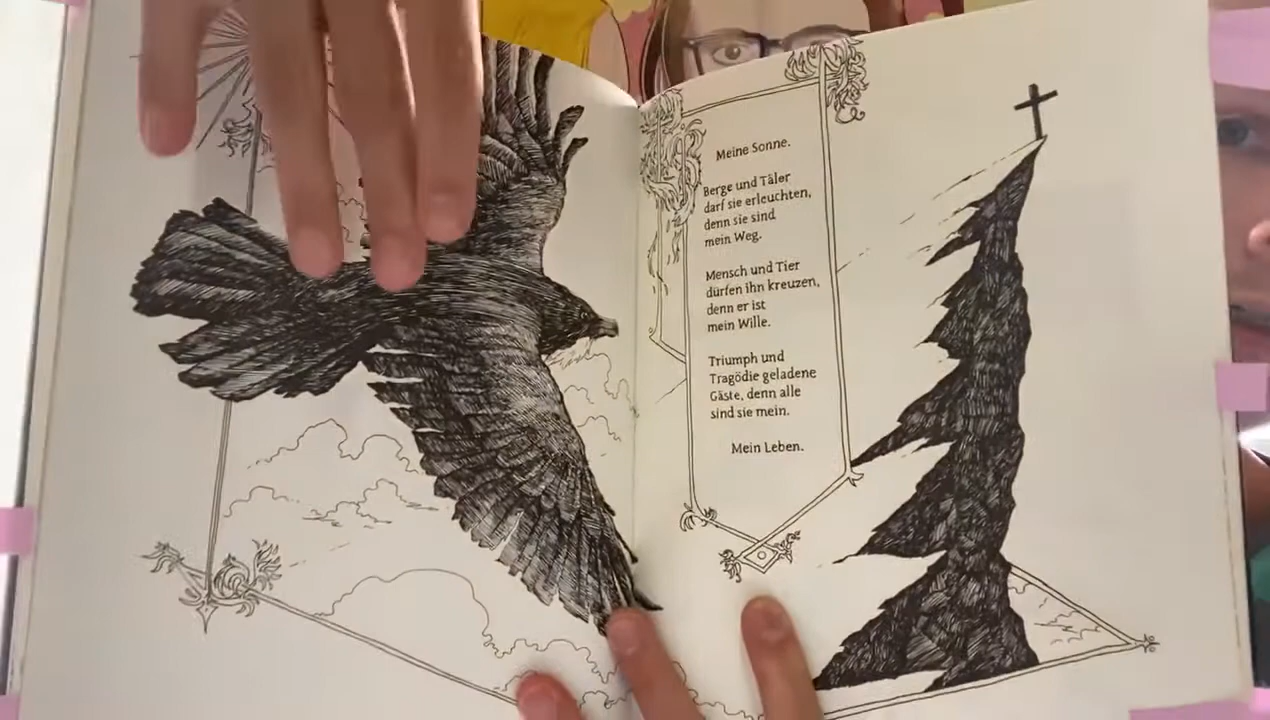 Meine Sonne.
Berge und Täler
darf sie erleuchten,
denn sie sind
mein Weg.
Mensch und Tier
dürfen ihn kreuzen,
denn er ist
mein Wille.
Triumph und
Tragödie geladene
Gäste, denn alle
sind sie mein.
Mein Leben.